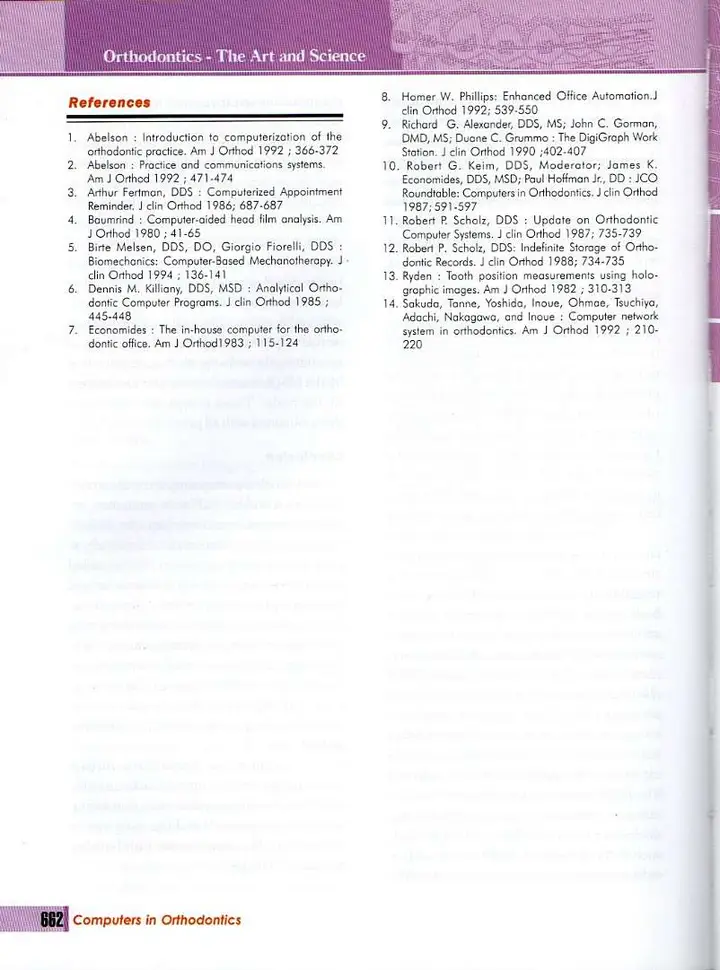 Orthodontics - The Art and Science
References
1. Abelson : Introduction to computerization of the
orthodontic practice. Am J Orthod 1992 ; 366-372
2. Abelson : Practice and communications systems.
Am J Orthod 1992 ; 471-474
3. Arthur Fertman, DDS : Computerized Appointment
Reminder. J clin Orthod 1986; 687-687
4. Baumrind : Computer-aided head film analysis. Am
J Orthod 1980 ; 41-65
5. Birte Melsen, DDS, DO, Giorgio Fiorelli, DDS :
Biomechanics: Computer-Based Mechanotherapy. J
clin Orthod 1994 ; 136-141
6. Dennis M. Killiany, DDS, MSD : Analytical Ortho-
dontic Computer Programs. J clin Orthod 1985 ;
445-448
7. Economides : The in-house computer for the ortho-
dontic office. Am J Orthod1983 ; 115-124
8. Homer W. Phillips: Enhanced Office Automation.J
clin Orthod 1992; 539-550
9. Richard G. Alexander, DDS, MS; John C. Gorman,
DMD, MS; Duane C. Grummo : The DigiGraph Work
Station. J clin Orthod 1990 ;402-407
10. Robert G. Keim, DDS, Moderator; James K.
Economides, DDS, MSD; Paul Hoffman Jr., DD : JCO
Roundtable: Computers in Orthodontics. J clin Orthod
1987; 591-597
11. Robert P. Scholz, DDS : Update on Orthodontic
Computer Systems. J clin Orthod 1987; 735-739
12. Robert P. Scholz, DDS: Indefinite Storage of Ortho-
dontic Records. J clin Orthod 1988; 734-735
13. Ryden : Tooth position measurements using holo-
graphic images. Am J Orthod 1982 ; 310-313
14. Sakuda, Tanne, Yoshida, Inoue, Ohmae, Tsuchiya,
Adachi, Nakagawa, and Inoue : Computer network
system in orthodontics. Am J Orthod 1992 ; 210-
220
662 Computers in Orthodontics